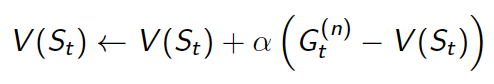 V(S_t) ← V(S_t) + α (G_t^{(n)} − V(S_t))